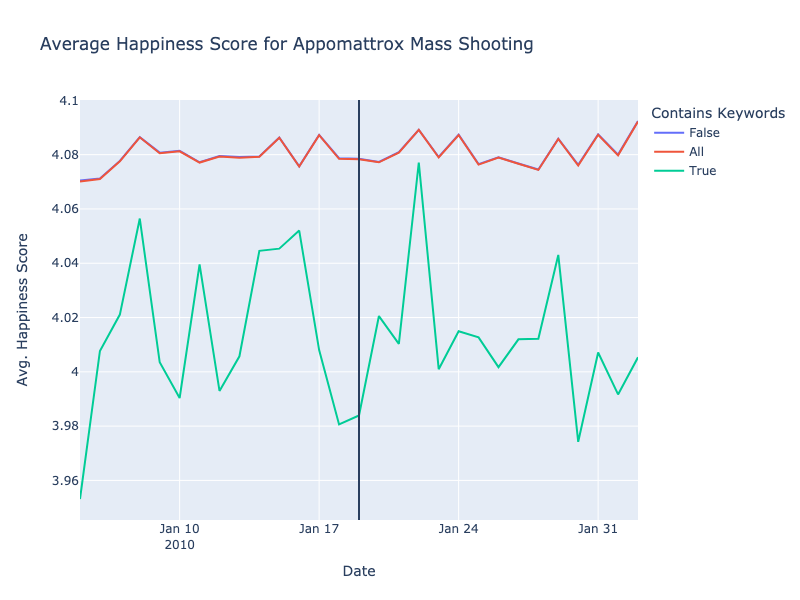 Average Happiness Score for Appomattrox Mass Shooting
Contains Keywords
False
All
True
Avg. Happiness Score
4.1
4.08
4.06
4.04
4.02
4
3.98
3.96
Jan 10
2010
Jan 17
Jan 24
Jan 31
Date